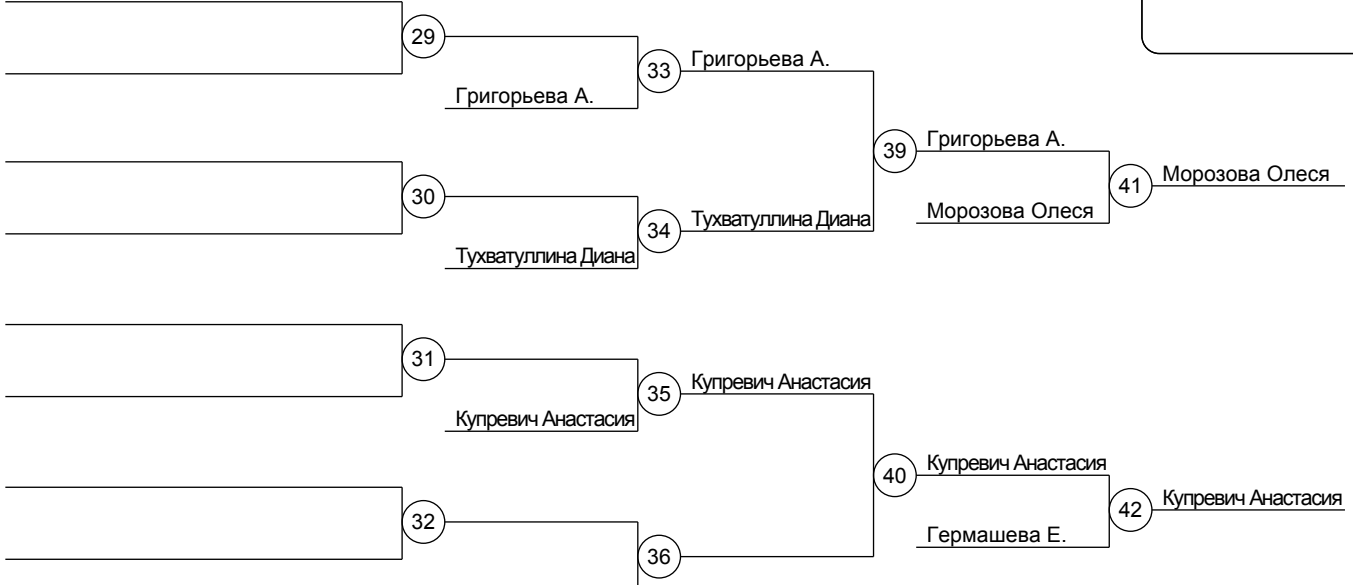 29
33
Григорьева А.
Григорьева А.
39
Григорьева А.
41
Морозова Олеся
30
Морозова Олеся
34
Тухватуллина Диана
Тухватуллина Диана
31
35
Купревич Анастасия
Купревич Анастасия
40
Купревич Анастасия
42
Купревич Анастасия
32
Гермашева Е.
36